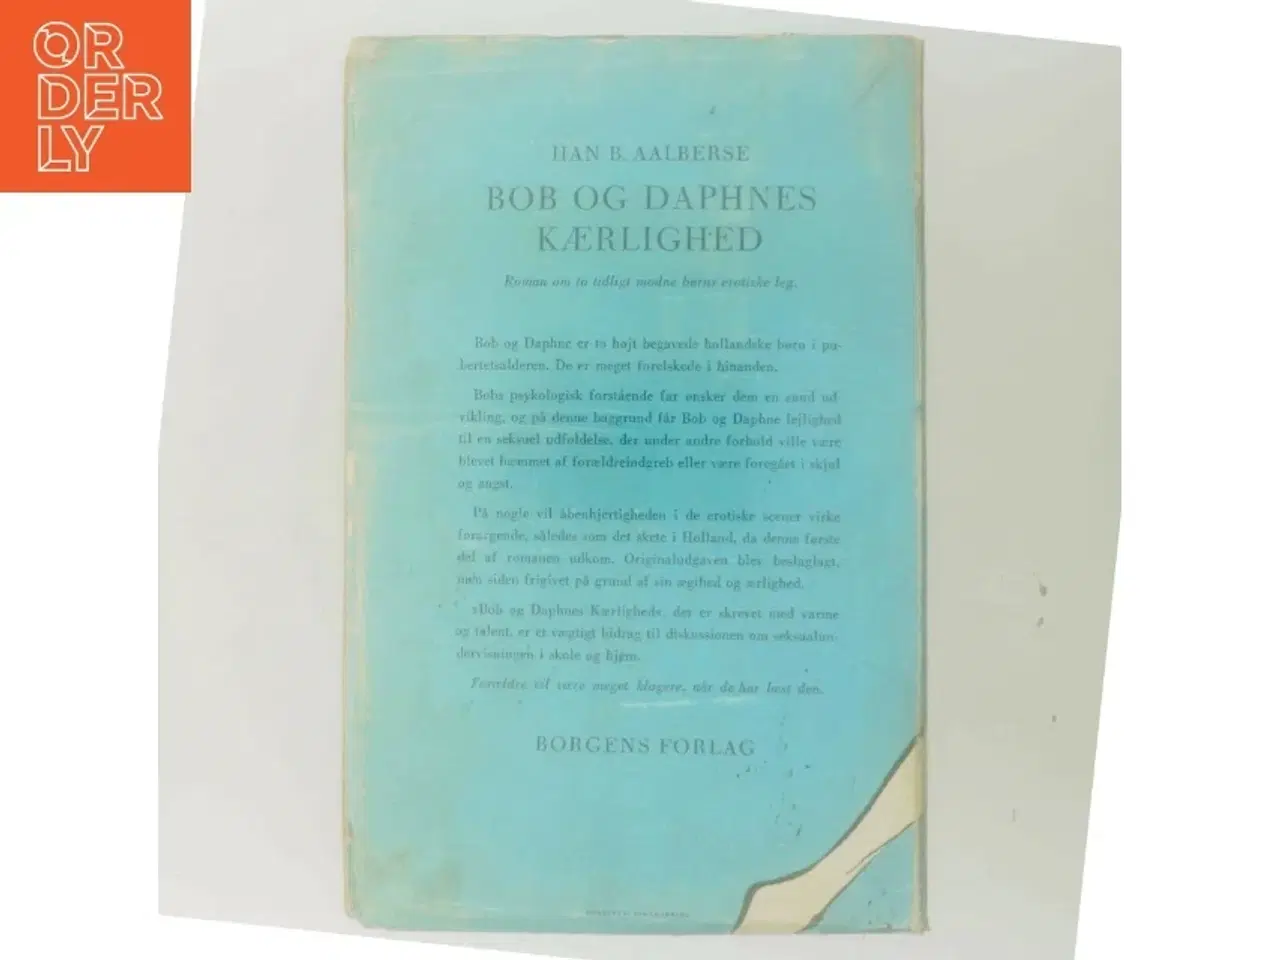 ORDERLY
HAN B. AALBERSE
BOB OG DAPHNES
KÆRLIGHED
Roman om to tidligt modne børns erotiske leg.
Bob og Daphne er to højt begavede hollandske børn i pu-
bertetsalderen. De er meget forelskede i hinanden.
Bobs psykologisk forstående far ønsker dem en sund ud-
vikling, og på denne baggrund får Bob og Daphne lejlighed
til en seksuel udfoldelse, der under andre forhold ville være
blevet hæmmet af forældreindgreb eller være foregået i skjul
og angst.
På nogle vil åbenhjertigheden i de erotiske scener virke
forargende, således som det skete i Holland, da denne første
del af romanen udkom. Originaludgaven blev beslaglagt,
men siden frigivet på grund af sin ægthed og ærlighed.
»Bob og Daphnes Kærlighed«, der er skrevet med varme
og talent, er et vægtigt bidrag til diskussionen om seksualun-
dervisningen i skole og hjem.
Forældre vil være meget klogere, når de har læst den.
BORGENS FORLAG